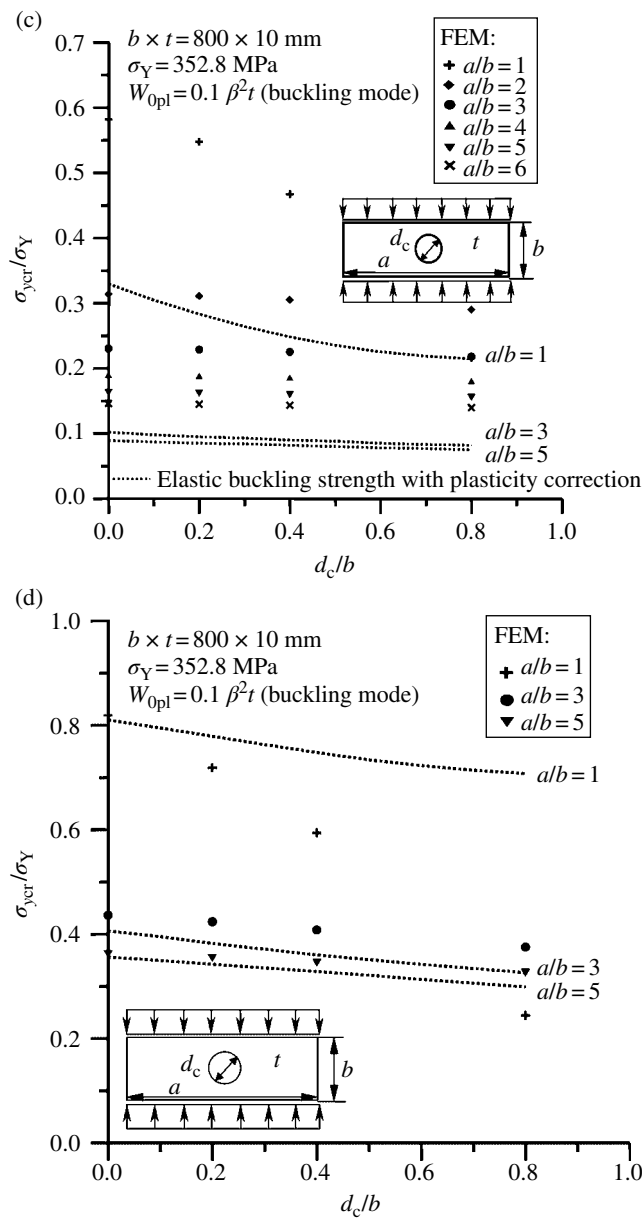 (c)
b × t = 800 × 10 mm
σY = 352.8 MPa
W0pl = 0.1 β²t (buckling mode)
FEM:
a/b = 1
a/b = 2
a/b = 3
a/b = 4
a/b = 5
a/b = 6
0.7
0.6
0.5
0.4
0.3
0.2
0.1
0.0
σycr/σY
dc
t
a
b
a/b = 1
a/b = 3
a/b = 5
Elastic buckling strength with plasticity correction
0.0 0.2 0.4 0.6 0.8 1.0
dc/b
(d)
b × t = 800 × 10 mm
σY = 352.8 MPa
W0pl = 0.1 β²t (buckling mode)
FEM:
a/b = 1
a/b = 3
a/b = 5
1.0
0.8
0.6
0.4
0.2
0.0
σycr/σY
a/b = 1
a/b = 3
a/b = 5
dc
t
a
b
0.0 0.2 0.4 0.6 0.8 1.0
dc/b